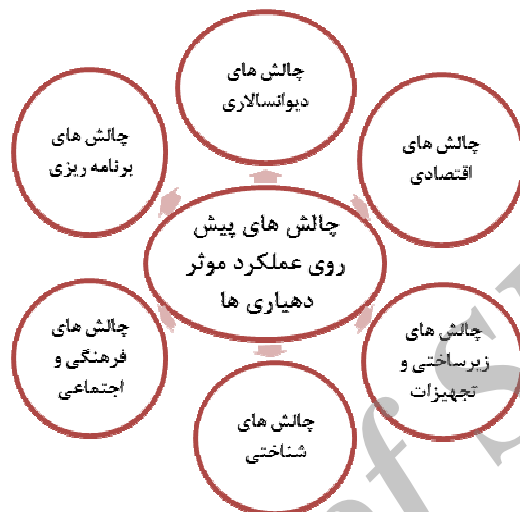 چالش های
دیوانسالاری
چالش های
اقتصادی
چالش های
برنامه ریزی
چالش های پیش
روی عملکرد موثر
دهیاری ها
چالش های
زیرساختی و
تجهیزات
چالش های
فرهنگی و
اجتماعی
چالش های
شناختی
of S